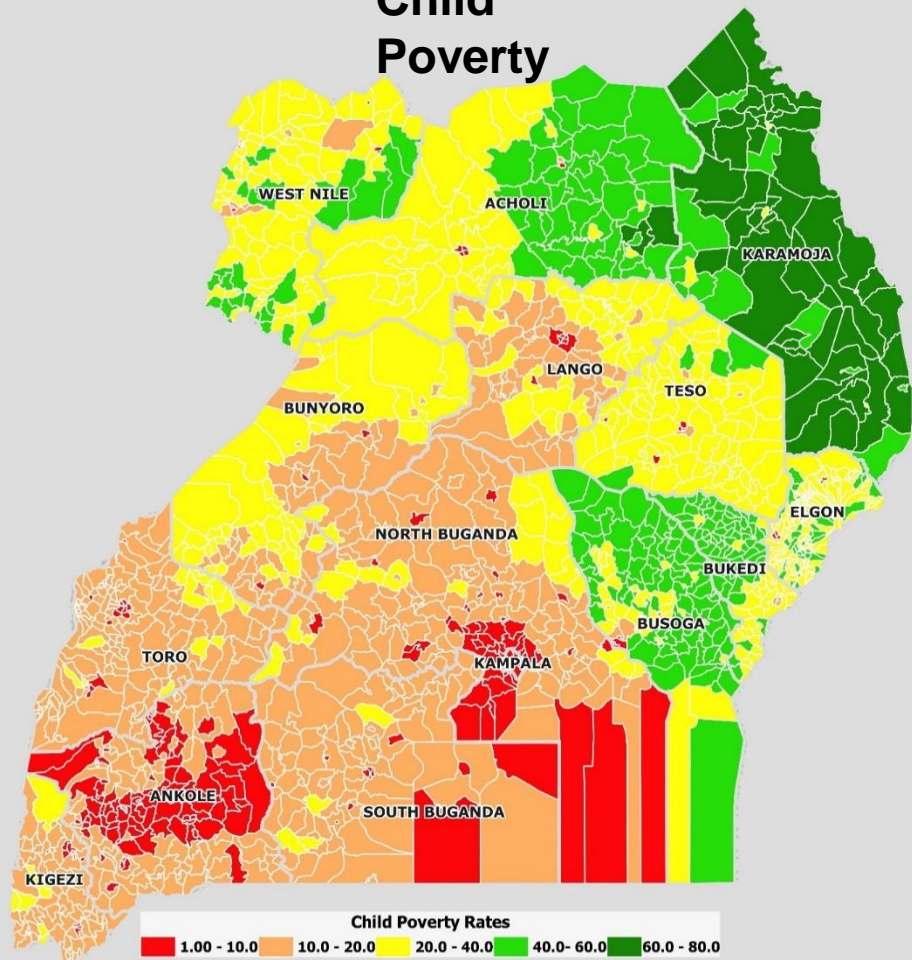 Child
Poverty
WEST NILE
ACHOLI
KARAMOJA
LANGO
TESO
BUNYORO
ELGON
NORTH BUGANDA
BUKEDI
BUSOGA
TORO
KAMPALA
ANKOLE
SOUTH BUGANDA
KIGEZI
Child Poverty Rates
1.00 - 10.0 10.0 - 20.0 20.0 - 40.0 40.0- 60.0 60.0 - 80.0